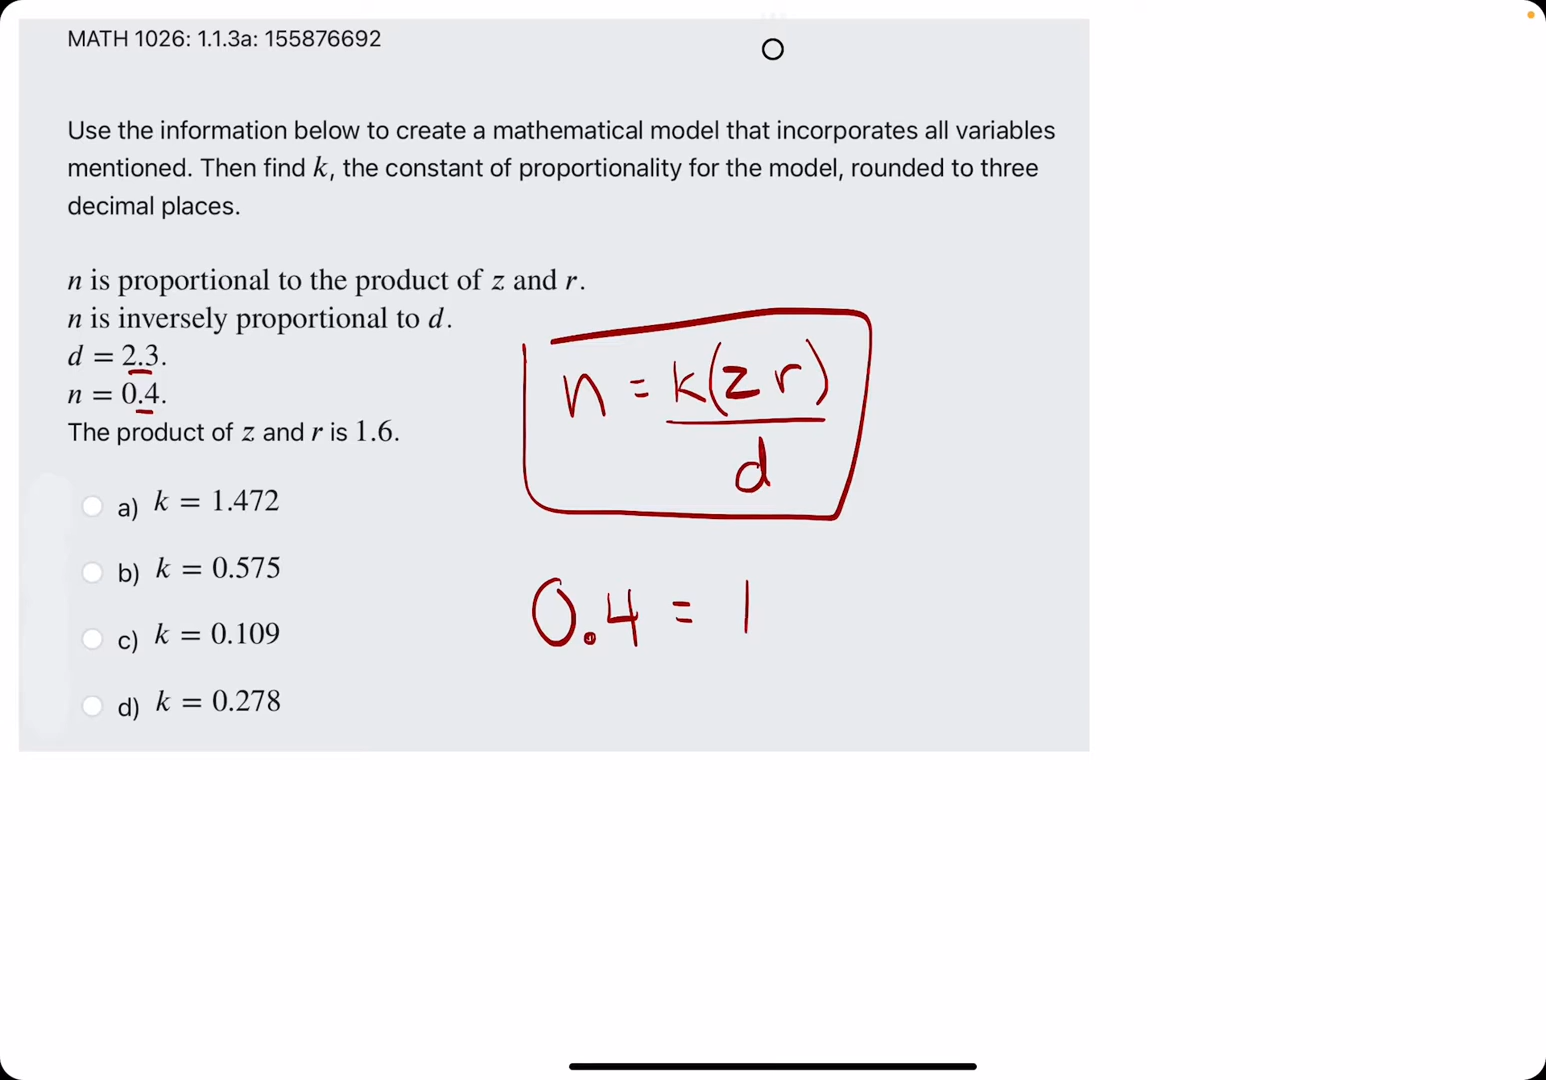 MATH 1026: 1.1.3a: 155876692
Use the information below to create a mathematical model that incorporates all variables
mentioned. Then find k, the constant of proportionality for the model, rounded to three
decimal places.
n is proportional to the product of z and r.
n is inversely proportional to d.
d = 2.3.
n = 0.4.
The product of z and r is 1.6.
a) k = 1.472
b) k = 0.575
c) k = 0.109
d) k = 0.278
n = k(zr)
d
0.4 = 1